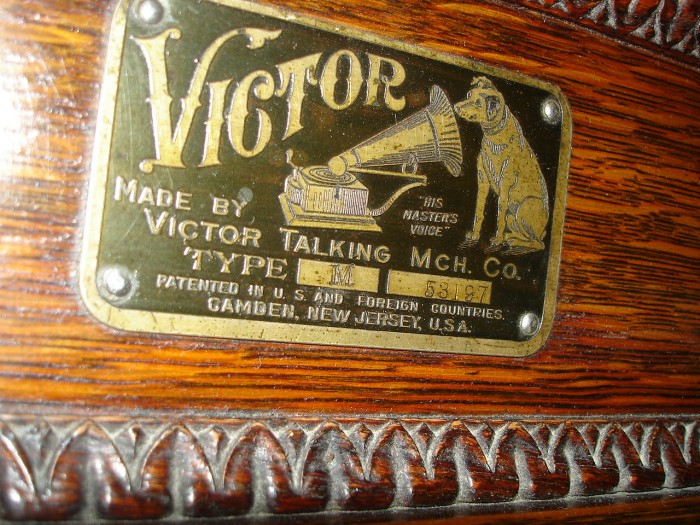 VICTOR
"HIS
MASTER'S
VOICE"
MADE BY
VICTOR TALKING MCH. CO.
TYPE M 53197
PATENTED IN U. S. AND FOREIGN COUNTRIES.
CAMDEN, NEW JERSEY, U.S.A.